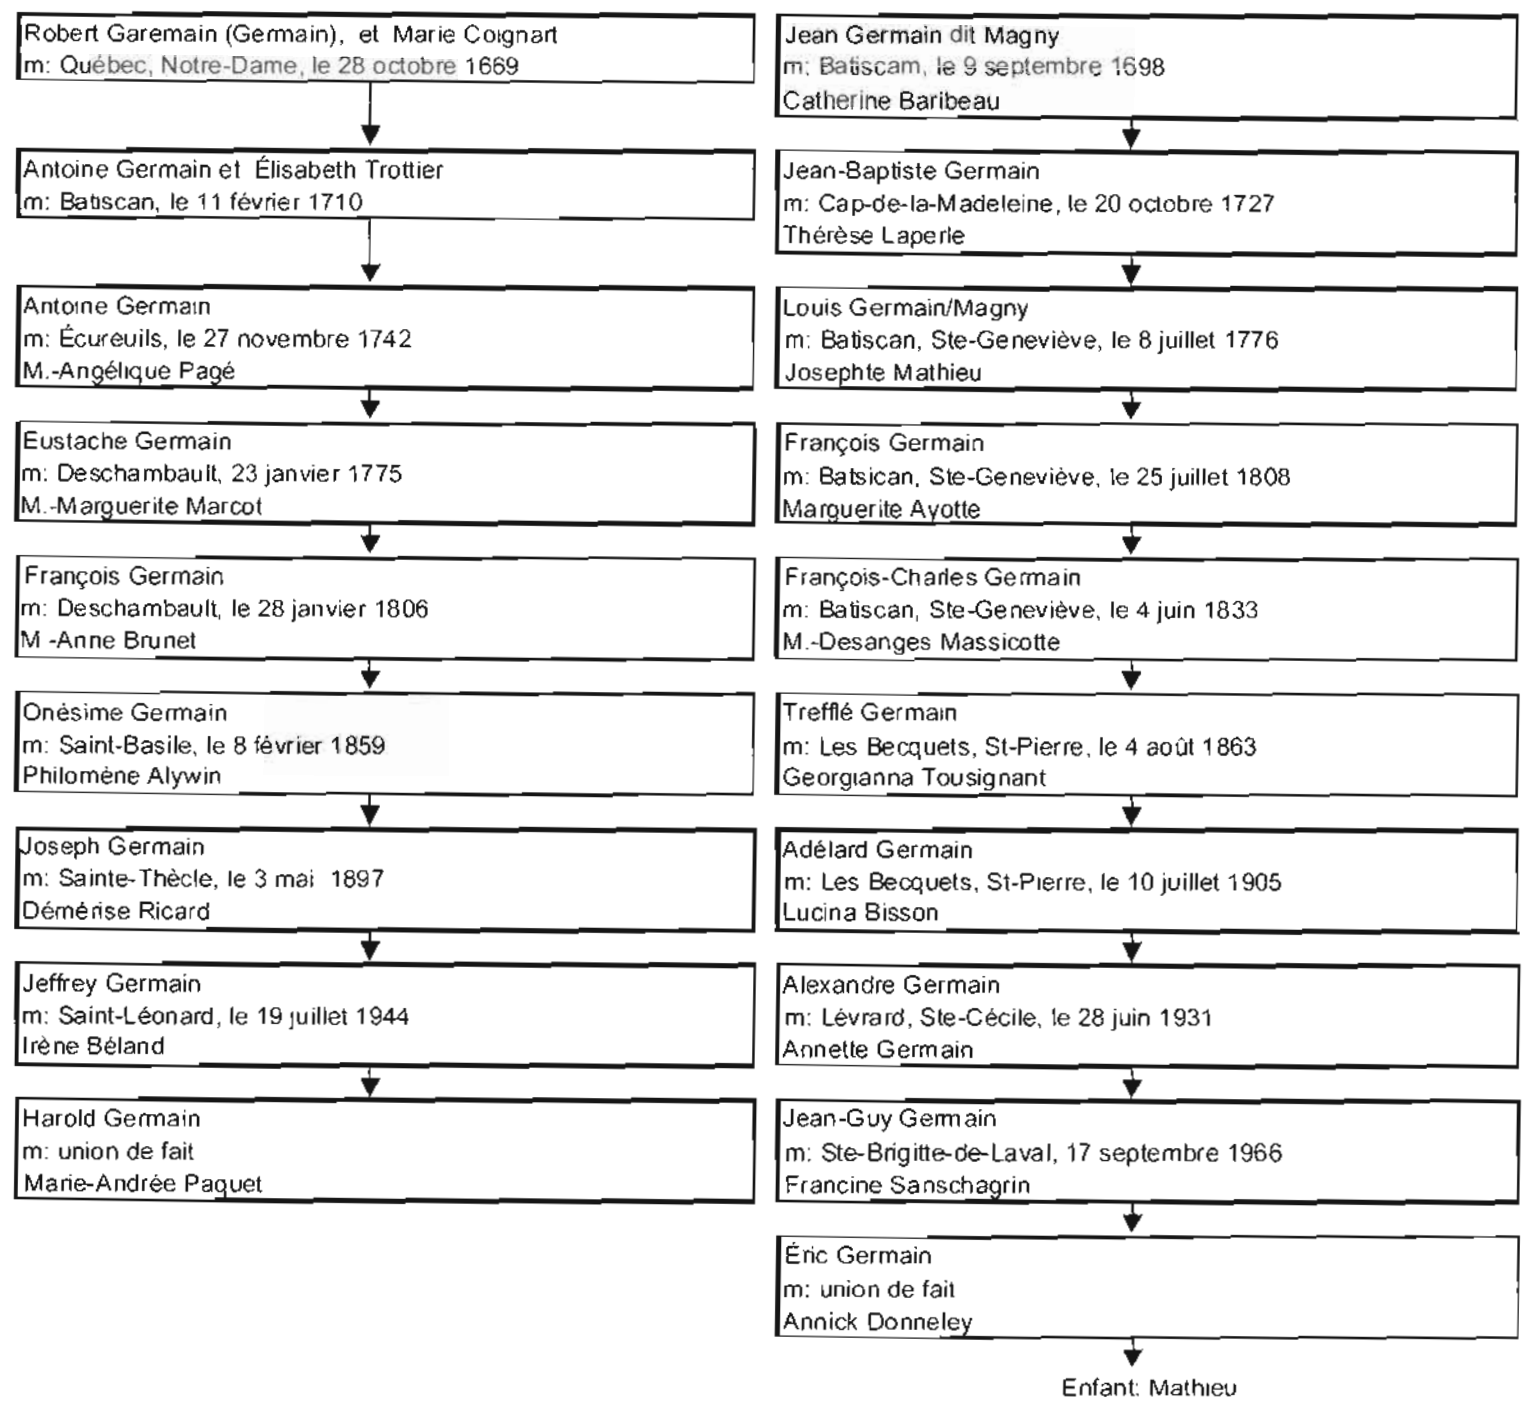 Robert Garemain (Germain), et Marie Coignart
m: Québec, Notre-Dame, le 28 octobre 1669
Antoine Germain et Élisabeth Trottier
m: Batiscan, le 11 février 1710
Antoine Germain
m: Écureuils, le 27 novembre 1742
M.-Angélique Pagé
Eustache Germain
m: Deschambault, 23 janvier 1775
M.-Marguerite Marcot
François Germain
m: Deschambault, le 28 janvier 1806
M -Anne Brunet
Onésime Germain
m: Saint-Basile, le 8 février 1859
Philomène Alywin
Joseph Germain
m: Sainte-Thècle, le 3 mai 1897
Démérise Ricard
Jeffrey Germain
m: Saint-Léonard, le 19 juillet 1944
Irène Béland
Harold Germain
m: union de fait
Marie-Andrée Paquet
Jean Germain dit Magny
m: Batiscam, le 9 septembre 1698
Catherine Baribeau
Jean-Baptiste Germain
m: Cap-de-la-Madeleine, le 20 octobre 1727
Thérèse Laperle
Louis Germain/Magny
m: Batiscan, Ste-Geneviève, le 8 juillet 1776
Josephte Mathieu
François Germain
m: Batsican, Ste-Geneviève, le 25 juillet 1808
Marguerite Ayotte
François-Charles Germain
m: Batiscan, Ste-Geneviève, le 4 juin 1833
M.-Desanges Massicotte
Trefflé Germain
m: Les Becquets, St-Pierre, le 4 août 1863
Georgianna Tousignant
Adélard Germain
m: Les Becquets, St-Pierre, le 10 juillet 1905
Lucina Bisson
Alexandre Germain
m: Lévrard, Ste-Cécile, le 28 juin 1931
Annette Germain
Jean-Guy Germain
m: Ste-Brigitte-de-Laval, 17 septembre 1966
Francine Sanschagrin
Éric Germain
m: union de fait
Annick Donneley
Enfant: Mathieu